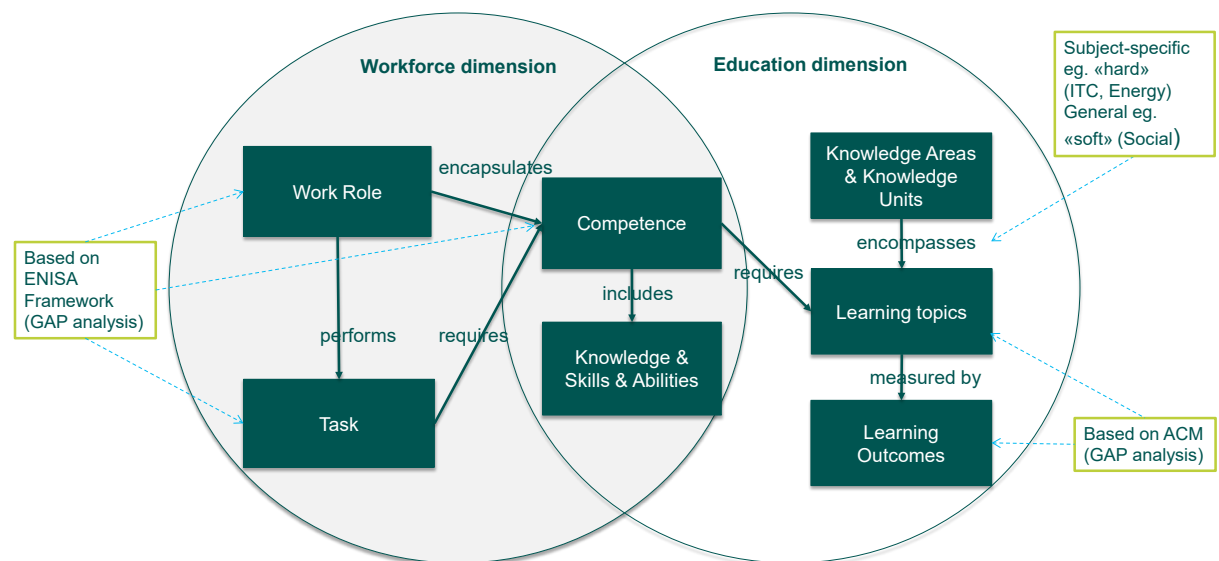 Workforce dimension
Education dimension
Subject-specific
eg. «hard»
(ITC, Energy)
General eg.
«soft» (Social)
Work Role
encapsulates
Competence
Knowledge Areas
& Knowledge
Units
Based on
ENISA
Framework
(GAP analysis)
encompasses
requires
includes
performs
requires
Learning topics
Knowledge &
Skills & Abilities
measured by
Task
Learning
Outcomes
Based on ACM
(GAP analysis)